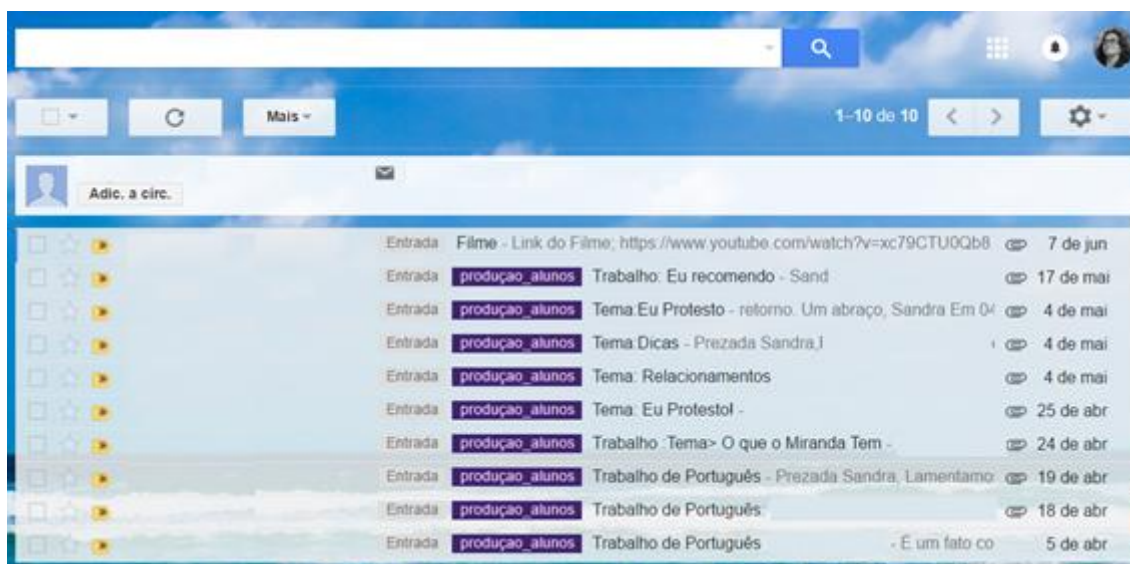 Mais
1–10 de 10
Adic. a circ.
Entrada Filme - Link do Filme; https://www.youtube.com/watch?v=xc79CTU0Qb8 7 de jun
Entrada produçao_alunos Trabalho: Eu recomendo - Sand 17 de mai
Entrada produçao_alunos Tema:Eu Protesto - retorno. Um abraço, Sandra Em 4 de mai
Entrada produçao_alunos Tema:Dicas - Prezada Sandra, 4 de mai
Entrada produçao_alunos Tema: Relacionamentos 4 de mai
Entrada produçao_alunos Tema: Eu Protesto! - 25 de abr
Entrada produçao_alunos Trabalho :Tema> O que o Miranda Tem - 24 de abr
Entrada produçao_alunos Trabalho de Português - Prezada Sandra, Lamentamo 19 de abr
Entrada produçao_alunos Trabalho de Português 18 de abr
Entrada produçao_alunos Trabalho de Português - É um fato co 5 de abr